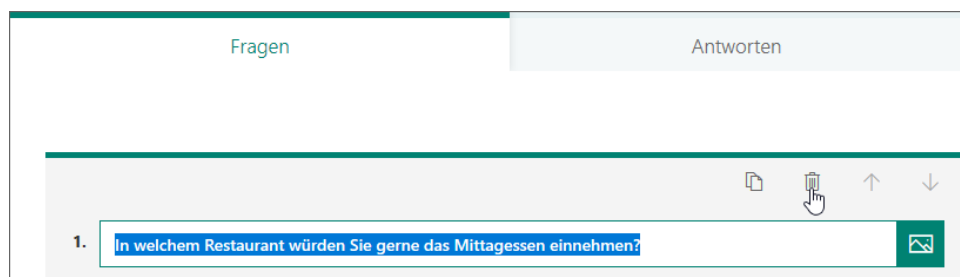 Fragen
Antworten
1. In welchem Restaurant würden Sie gerne das Mittagessen einnehmen?